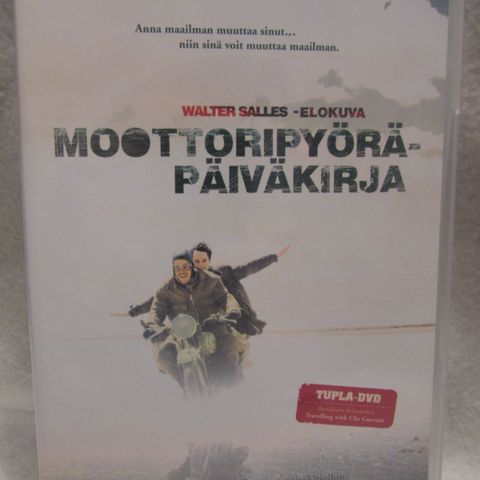 Anna maailman muuttaa sinut...
niin sinä voit muuttaa maailman.
WALTER SALLES -ELOKUVA
MOOTTORIPYÖRÄ-
PÄIVÄKIRJA
TUPLA-DVD
Travelling with Che Guevara